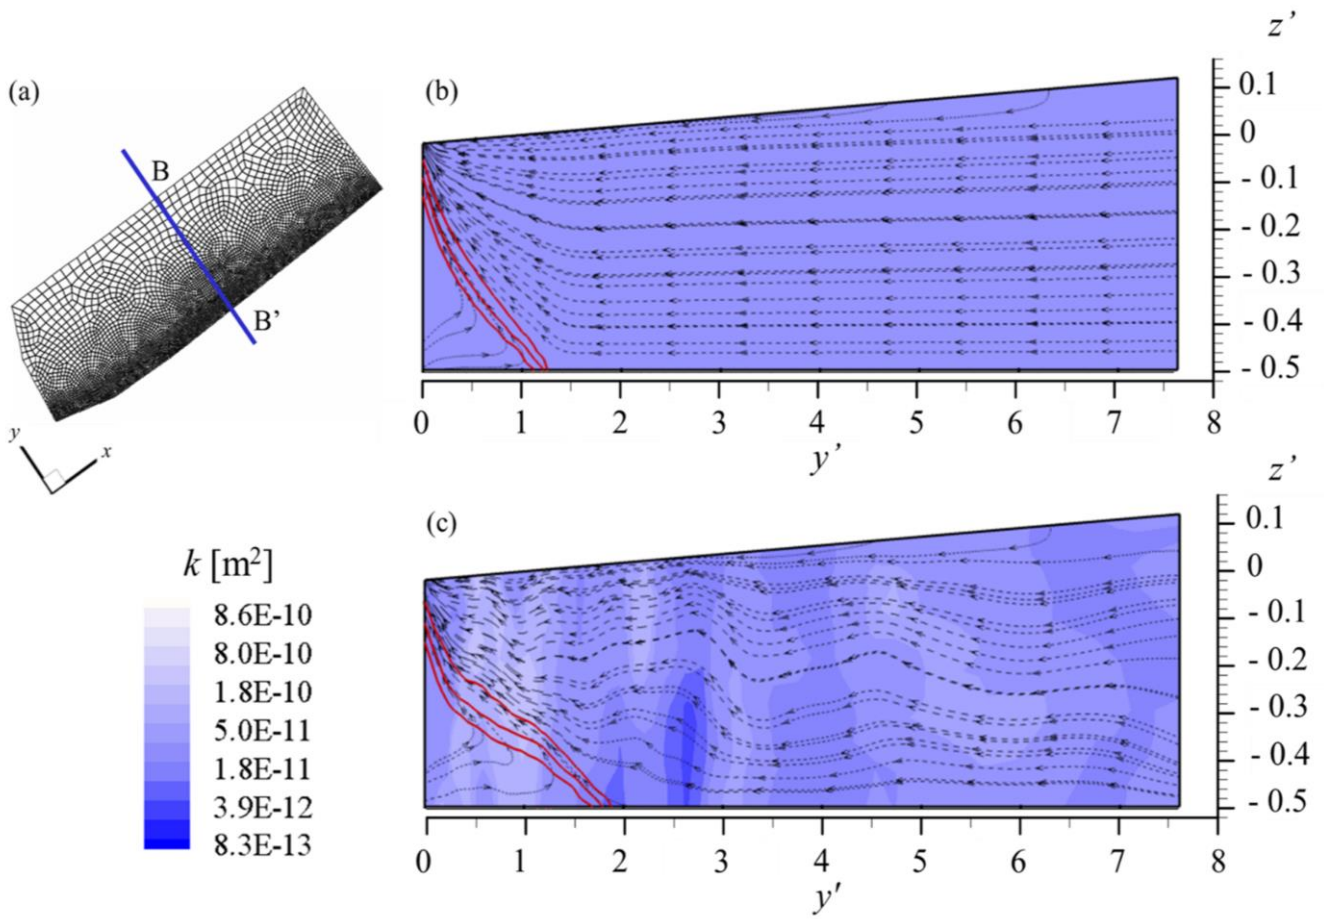 (a)
B
B’
y
x
(b)
z’
0.1
0
- 0.1
- 0.2
- 0.3
- 0.4
- 0.5
0 1 2 3 4 5 6 7 8
y’
k [m²]
8.6E-10
8.0E-10
1.8E-10
5.0E-11
1.8E-11
3.9E-12
8.3E-13
(c)
z’
0.1
0
- 0.1
- 0.2
- 0.3
- 0.4
- 0.5
0 1 2 3 4 5 6 7 8
y'